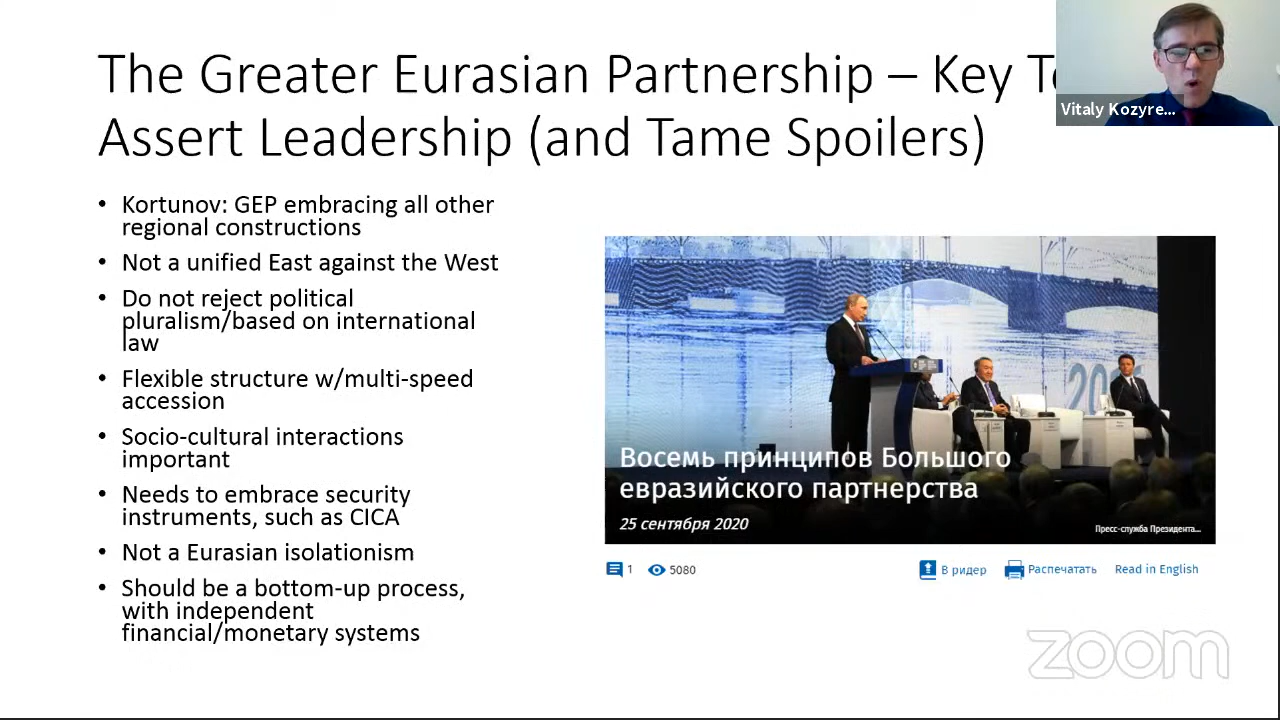 The Greater Eurasian Partnership – Key T
Assert Leadership (and Tame Spoilers)
Vitaly Kozyre...
• Kortunov: GEP embracing all other
regional constructions
• Not a unified East against the West
• Do not reject political
pluralism/based on international
law
• Flexible structure w/multi-speed
accession
• Socio-cultural interactions
important
• Needs to embrace security
instruments, such as CICA
• Not a Eurasian isolationism
• Should be a bottom-up process,
with independent
financial/monetary systems
Восемь принципов Большого
евразийского партнерства
25 сентября 2020
Пресс-служба Президента...
1 5080 В ридер Распечатать Read in English
zoom